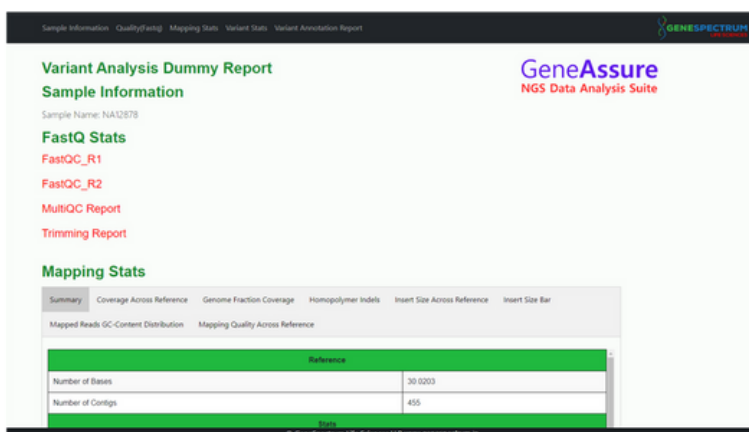 Sample Information Quality(Fastq) Mapping Stats Variant Stats Variant Annotation Report
GENESPECTRUM
LIFE SCIENCES
Variant Analysis Dummy Report
GeneAssure
NGS Data Analysis Suite
Sample Information
Sample Name: NA12878
FastQ Stats
FastQC_R1
FastQC_R2
MultiQC Report
Trimming Report
Mapping Stats
Summary Coverage Across Reference Genome Fraction Coverage Homopolymer Indels Insert Size Across Reference Insert Size Bar
Mapped Reads GC-Content Distribution Mapping Quality Across Reference
Reference
Number of Bases 30.0203
Number of Contigs 455
Stats